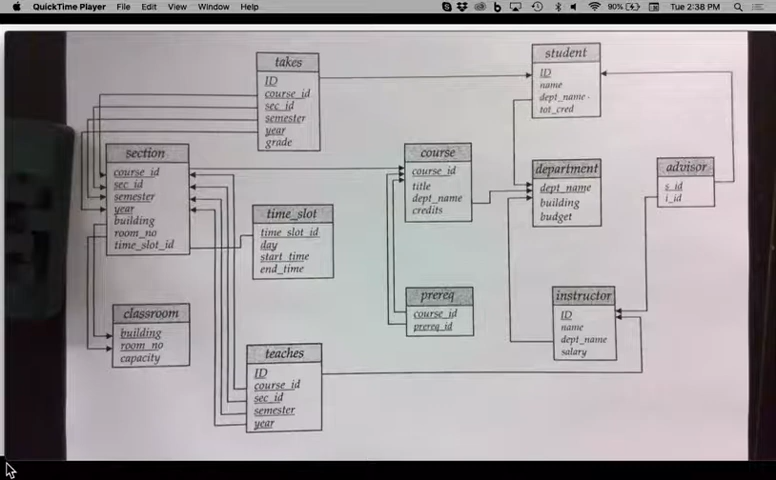 QuickTime Player File Edit View Window Help 90% Tue 2:38 PM
takes
ID
course_id
sec_id
semester
year
grade
student
ID
name
dept_name
tot_cred
section
course_id
sec_id
semester
year
building
room_no
time_slot_id
course
course_id
title
dept_name
credits
department
dept_name
building
budget
advisor
s_id
i_id
time_slot
time_slot_id
day
start_time
end_time
prereq
course_id
prereq_id
instructor
ID
name
dept_name
salary
classroom
building
room_no
capacity
teaches
ID
course_id
sec_id
semester
year